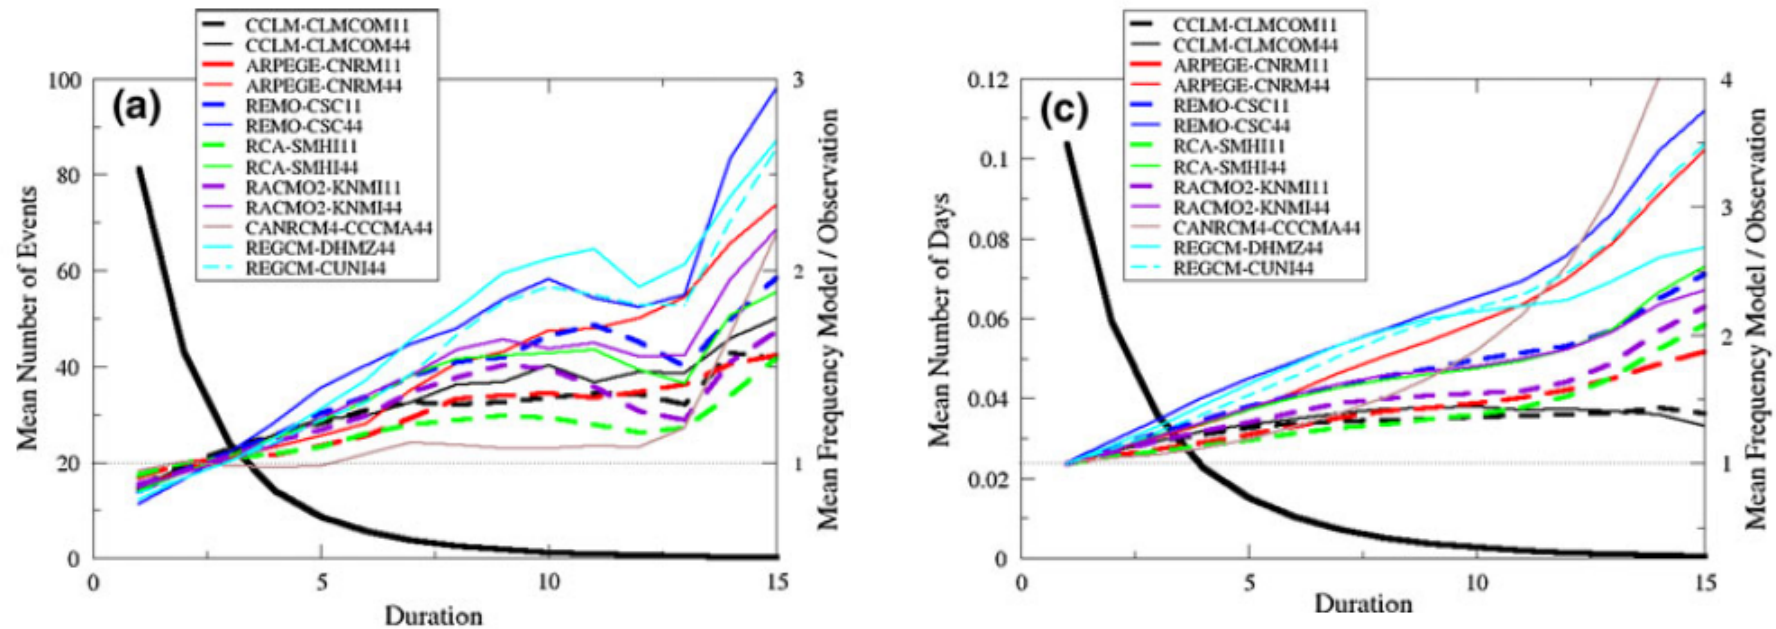 CCLM-CLMCOM11
CCLM-CLMCOM44
ARPEGE-CNRM11
ARPEGE-CNRM44
REMO-CSC11
REMO-CSC44
RCA-SMHI11
RCA-SMHI44
RACMO2-KNMI11
RACMO2-KNMI44
CANRCM4-CCCMA44
REGCM-DHMZ44
REGCM-CUNI44
(a)
Mean Number of Events
100
80
60
40
20
0
0 5 10 15
Duration
3
2
1
Mean Frequency Model / Observation
CCLM-CLMCOM11
CCLM-CLMCOM44
ARPEGE-CNRM11
ARPEGE-CNRM44
REMO-CSC11
REMO-CSC44
RCA-SMHI11
RCA-SMHI44
RACMO2-KNMI11
RACMO2-KNMI44
CANRCM4-CCCMA44
REGCM-DHMZ44
REGCM-CUNI44
(c)
Mean Number of Days
0.12
0.1
0.08
0.06
0.04
0.02
0
0 5 10 15
Duration
4
3
2
1
Mean Frequency Model / Observation